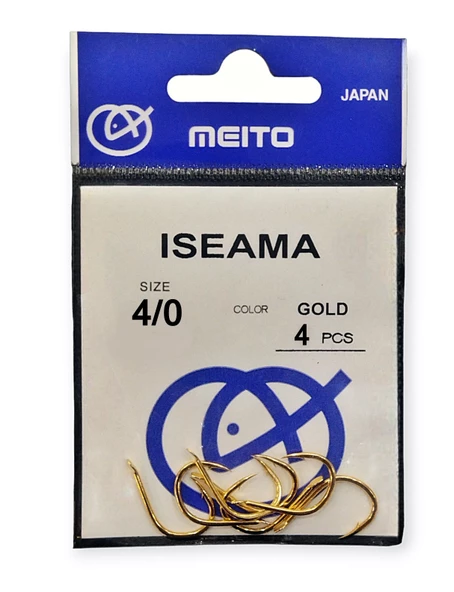 JAPAN
MEITO
ISEAMA
SIZE
4/0
COLOR GOLD
4 PCS